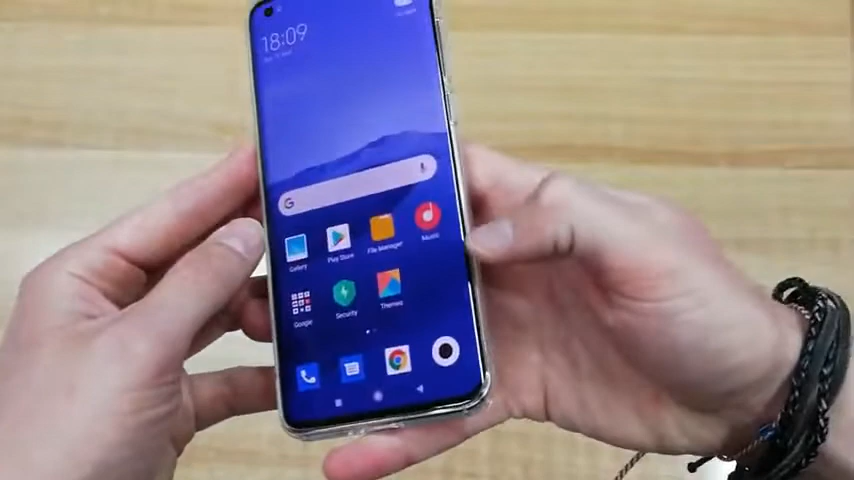 18:09
G
Gallery
Play Store
File Manager
Music
Google
Security
Themes